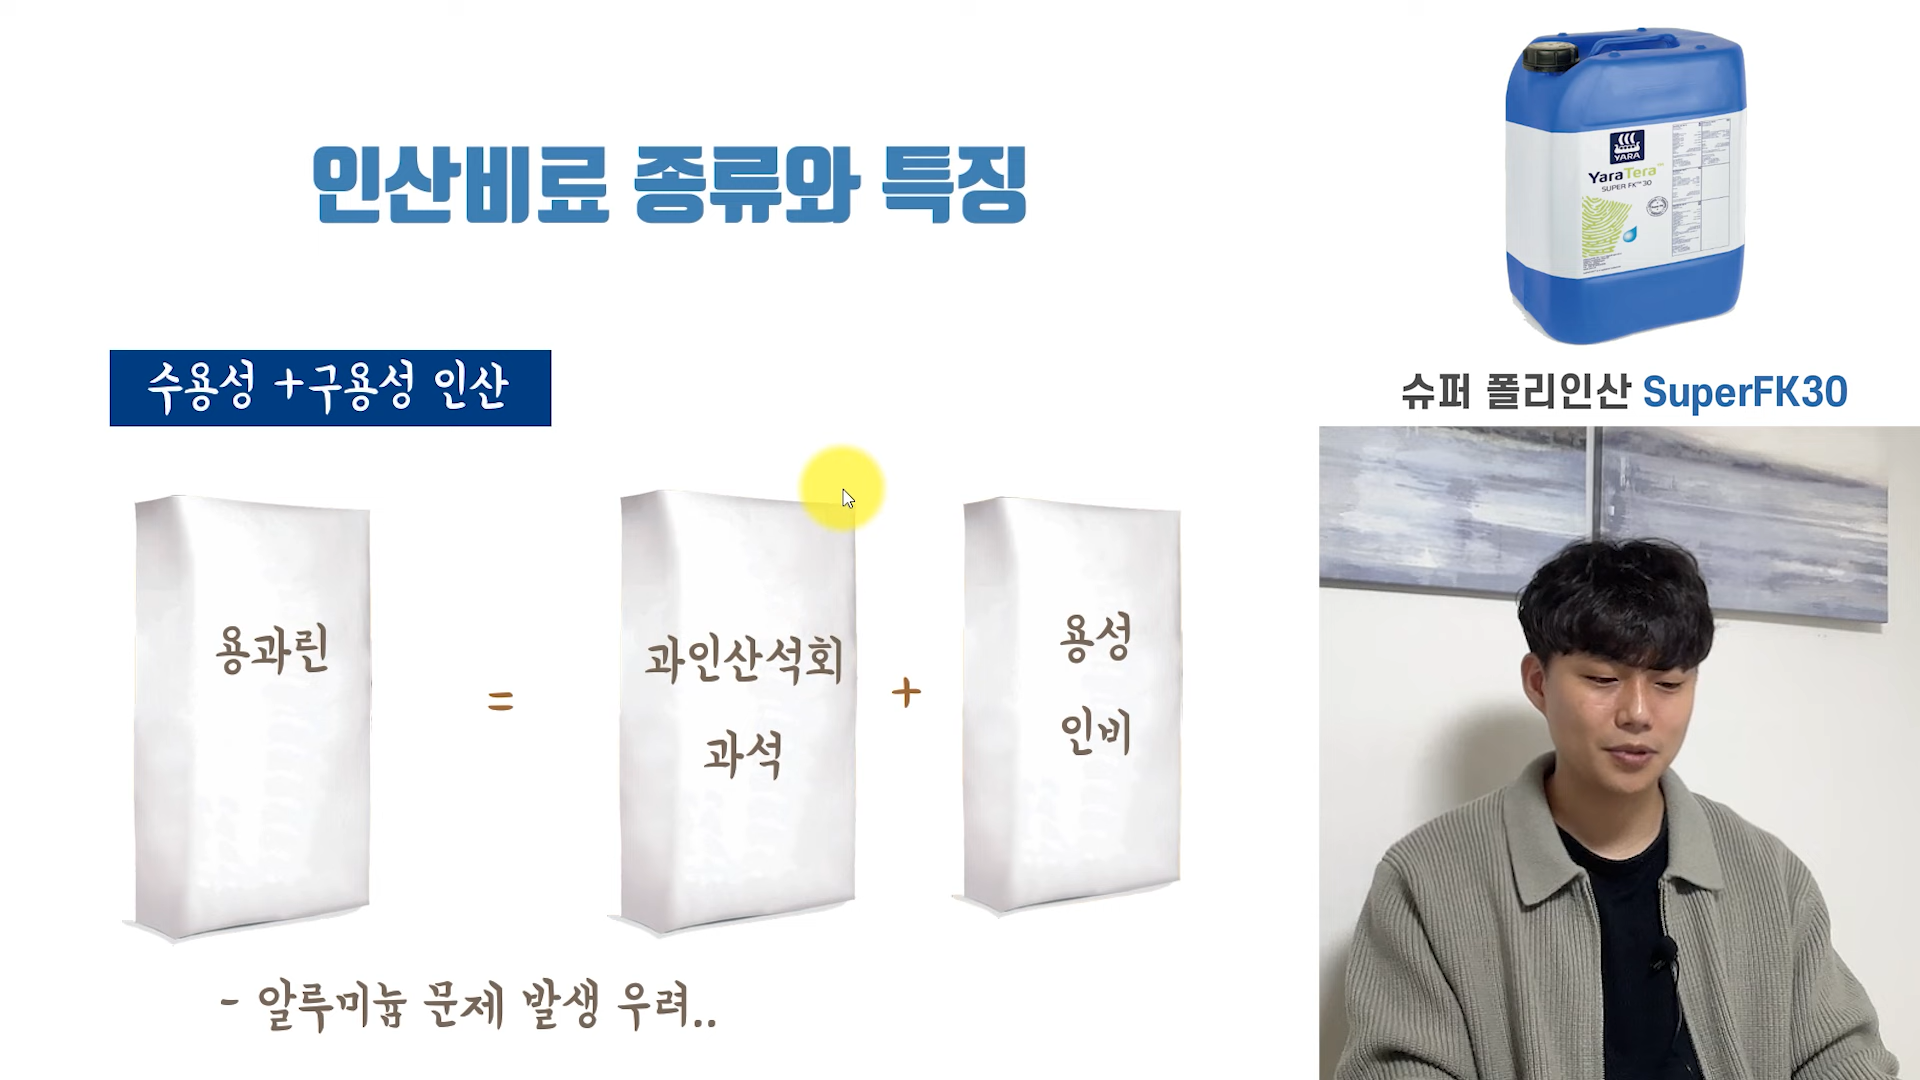 인산비료 종류와 특징
YARA
YaraTera
SUPER FK™ 30
슈퍼 폴리인산 SuperFK30
수용성 +구용성 인산
용과린
=
과인산석회
과석
+
용성
인비
- 알루미늄 문제 발생 우려..